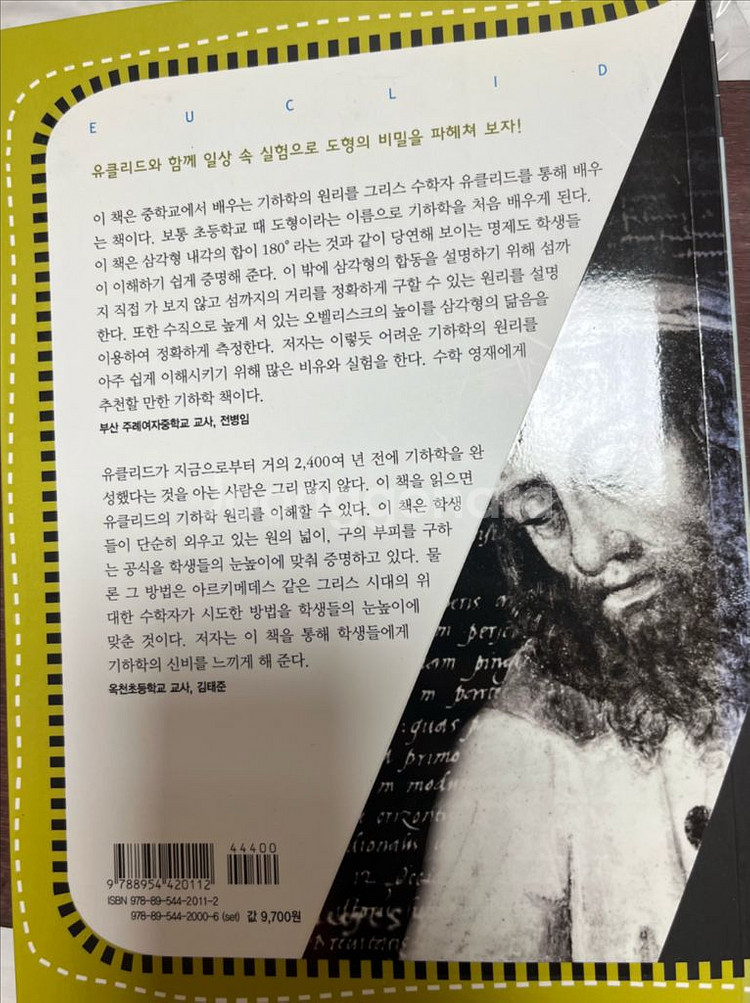 E U C L I D
유클리드와 함께 일상 속 실험으로 도형의 비밀을 파헤쳐 보자!
이 책은 중학교에서 배우는 기하학의 원리를 그리스 수학자 유클리드를 통해 배우
는 책이다. 보통 초등학교 때 도형이라는 이름으로 기하학을 처음 배우게 된다.
이 책은 삼각형 내각의 합이 180°라는 것과 같이 당연해 보이는 명제도 학생들
이 이해하기 쉽게 증명해 준다. 이 밖에 삼각형의 합동을 설명하기 위해 섬까
지 직접 가 보지 않고 섬까지의 거리를 정확하게 구할 수 있는 원리를 설명
한다. 또한 수직으로 높게 서 있는 오벨리스크의 높이를 삼각형의 닮음을
이용하여 정확하게 측정한다. 저자는 이렇듯 어려운 기하학의 원리를
아주 쉽게 이해시키기 위해 많은 비유와 실험을 한다. 수학 영재에게
추천할 만한 기하학 책이다.
부산 주례여자중학교 교사, 전병임
유클리드가 지금으로부터 거의 2,400여 년 전에 기하학을 완
성했다는 것을 아는 사람은 그리 많지 않다. 이 책을 읽으면
유클리드의 기하학 원리를 이해할 수 있다. 이 책은 학생
들이 단순히 외우고 있는 원의 넓이, 구의 부피를 구하
는 공식을 학생들의 눈높이에 맞춰 증명하고 있다. 물
론 그 방법은 아르키메데스 같은 그리스 시대의 위
대한 수학자가 시도한 방법을 학생들의 눈높이에
맞춘 것이다. 저자는 이 책을 통해 학생들에게
기하학의 신비를 느끼게 해 준다.
옥천초등학교 교사, 김태준
44400
9 788954 420112
ISBN 978-89-544-2011-2
978-89-544-2000-6 (set) 값 9,700원
m perje
am ping
m parte
quas
primo
m modu
orizont